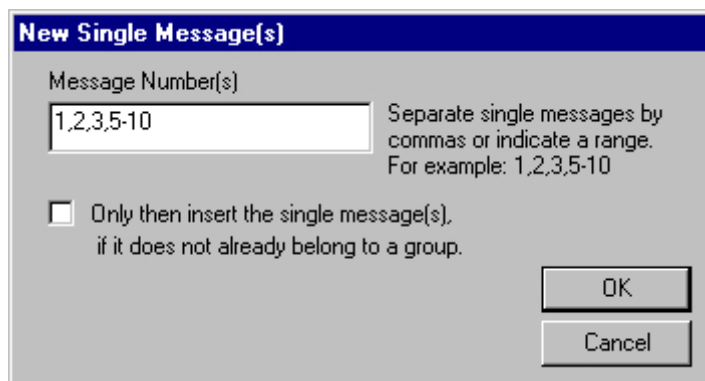 New Single Message(s)
Message Number(s)
1,2,3,5-10
Separate single messages by
commas or indicate a range.
For example: 1,2,3,5-10
Only then insert the single message(s),
if it does not already belong to a group.
OK
Cancel